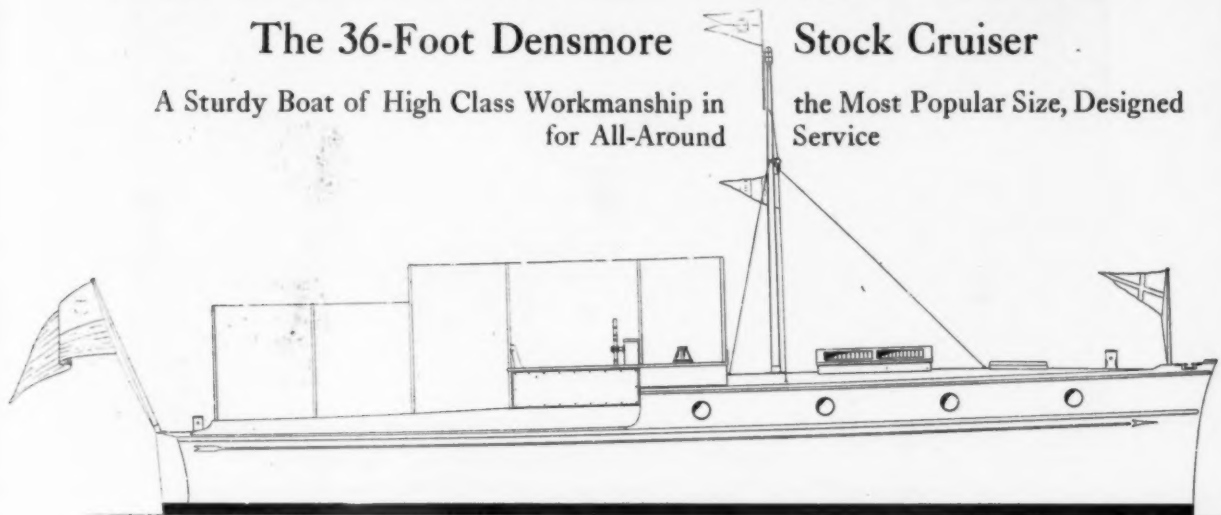 The 36-Foot Densmore Stock Cruiser
A Sturdy Boat of High Class Workmanship in the Most Popular Size, Designed
for All-Around Service